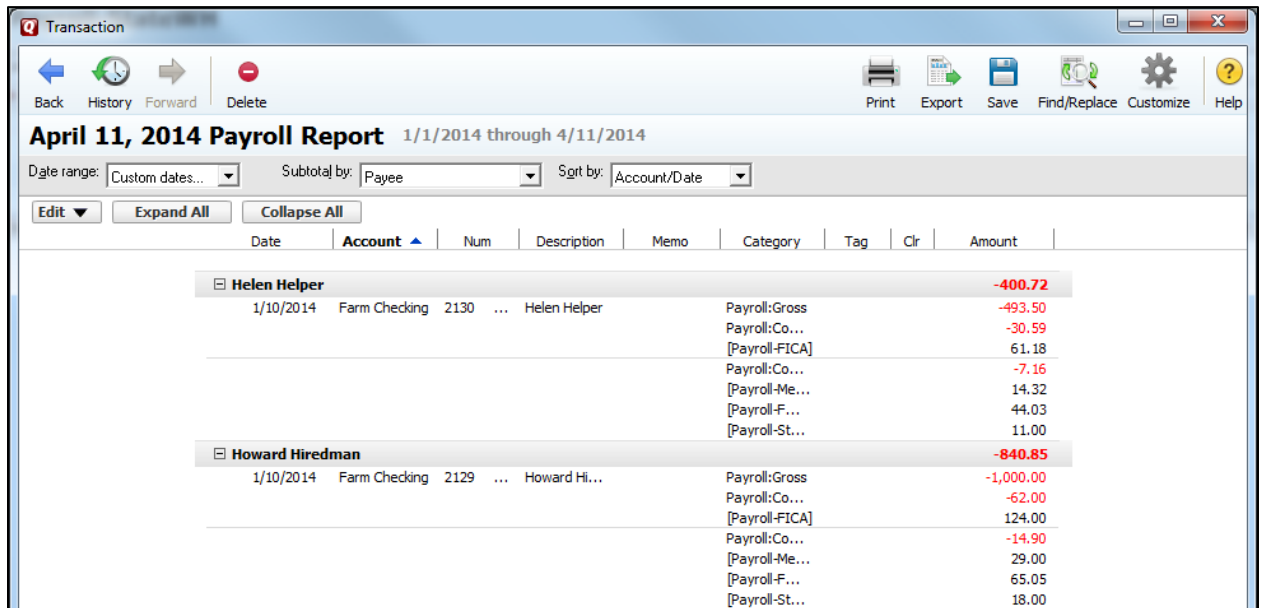 Transaction
Back History Forward Delete Print Export Save Find/Replace Customize Help
April 11, 2014 Payroll Report 1/1/2014 through 4/11/2014
Date range: Custom dates... Subtotal by: Payee Sort by: Account/Date
Edit Expand All Collapse All
Date Account Num Description Memo Category Tag Clr Amount
Helen Helper -400.72
1/10/2014 Farm Checking 2130 ... Helen Helper Payroll:Gross -493.50
Payroll:Co... -30.59
[Payroll-FICA] 61.18
Payroll:Co... -7.16
[Payroll-Me... 14.32
[Payroll-F... 44.03
[Payroll-St... 11.00
Howard Hiredman -840.85
1/10/2014 Farm Checking 2129 ... Howard Hi... Payroll:Gross -1,000.00
Payroll:Co... -62.00
[Payroll-FICA] 124.00
Payroll:Co... -14.90
[Payroll-Me... 29.00
[Payroll-F... 65.05
[Payroll-St... 18.00